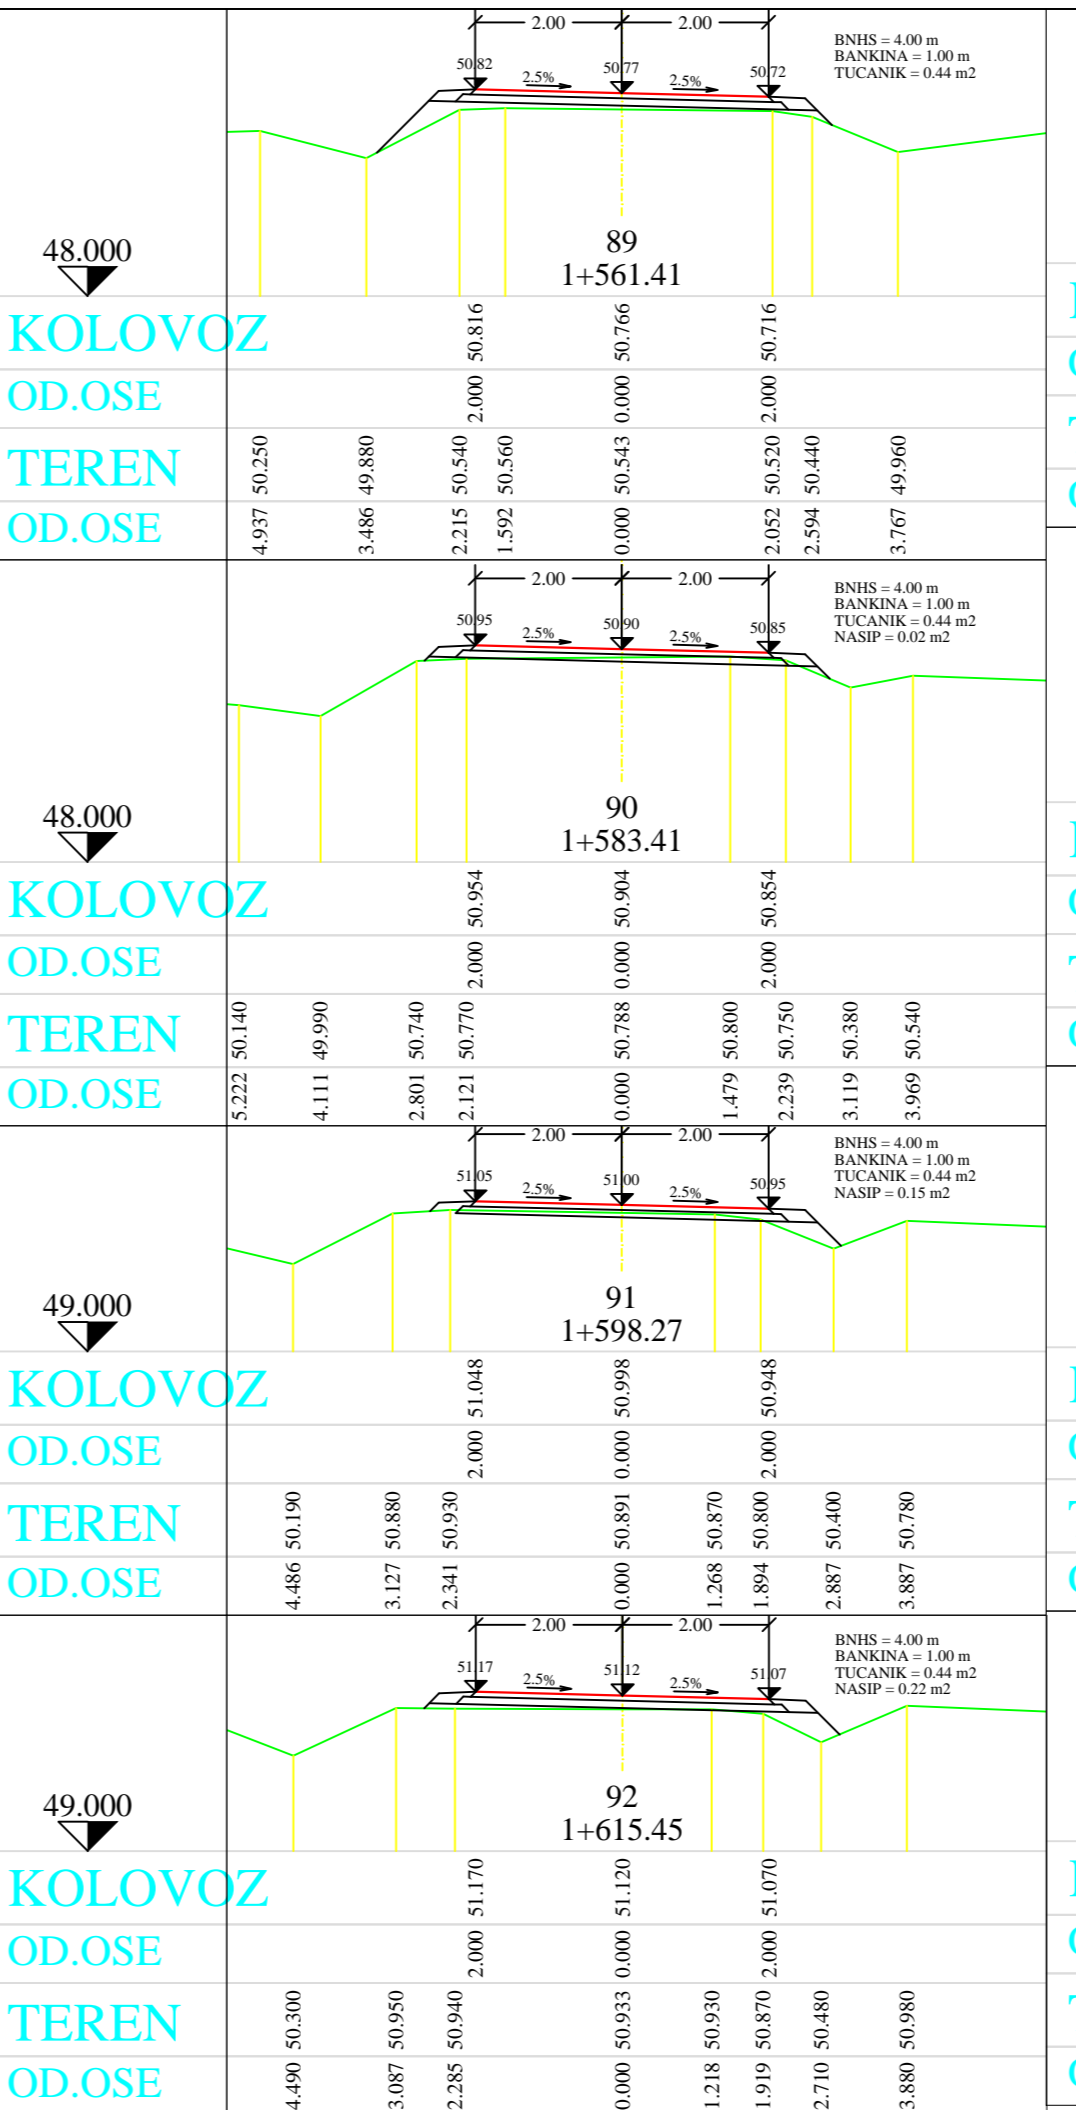 2.00 2.00
BNHS = 4.00 m
BANKINA = 1.00 m
TUCANIK = 0.44 m2
50.82 50.77 50.72
2.5% 2.5%
89
1+561.41
48.000
KOLOVOZ 50.816 50.766 50.716
OD.OSE 2.000 0.000 2.000
TEREN 50.250 49.880 50.540 50.560 50.543 50.520 50.440 49.960
OD.OSE 4.937 3.486 2.215 1.592 0.000 2.052 2.594 3.767
2.00 2.00
BNHS = 4.00 m
BANKINA = 1.00 m
TUCANIK = 0.44 m2
NASIP = 0.02 m2
50.95 50.90 50.85
2.5% 2.5%
90
1+583.41
48.000
KOLOVOZ 50.954 50.904 50.854
OD.OSE 2.000 0.000 2.000
TEREN 50.140 49.990 50.740 50.770 50.788 50.800 50.750 50.380 50.540
OD.OSE 5.222 4.111 2.801 2.121 0.000 1.479 2.239 3.119 3.969
2.00 2.00
BNHS = 4.00 m
BANKINA = 1.00 m
TUCANIK = 0.44 m2
NASIP = 0.15 m2
51.05 51.00 50.95
2.5% 2.5%
91
1+598.27
49.000
KOLOVOZ 51.048 50.998 50.948
OD.OSE 2.000 0.000 2.000
TEREN 50.190 50.880 50.930 50.891 50.870 50.800 50.400 50.780
OD.OSE 4.486 3.127 2.341 0.000 1.268 1.894 2.887 3.887
2.00 2.00
BNHS = 4.00 m
BANKINA = 1.00 m
TUCANIK = 0.44 m2
NASIP = 0.22 m2
51.17 51.12 51.07
2.5% 2.5%
92
1+615.45
49.000
KOLOVOZ 51.170 51.120 51.070
OD.OSE 2.000 0.000 2.000
TEREN 50.300 50.950 50.940 50.933 50.930 50.870 50.480 50.980
OD.OSE 4.490 3.087 2.285 0.000 1.218 1.919 2.710 3.880